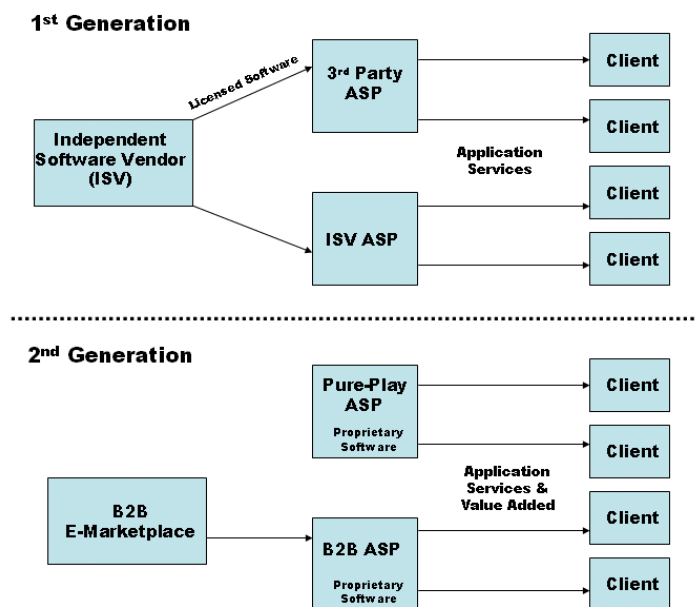 1st Generation
Licensed Software
3rd Party
ASP
Client
Client
Independent
Software Vendor
(ISV)
Application
Services
ISV ASP
Client
Client
2nd Generation
Pure-Play
ASP
Proprietary
Software
Client
Client
Application
Services &
Value Added
B2B
E-Marketplace
B2B ASP
Proprietary
Software
Client
Client